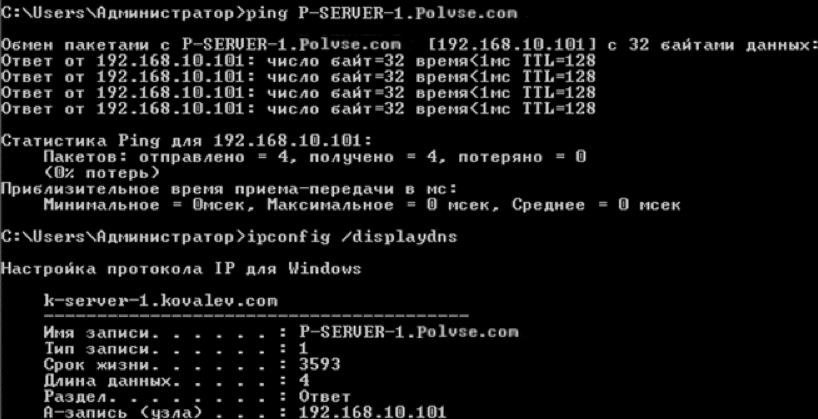 C:\Users\Администратор>ping P-SERVER-1.Polvse.com
Обмен пакетами с P-SERVER-1.Polvse.com [192.168.10.101] с 32 байтами данных:
Ответ от 192.168.10.101: число байт=32 время<1мс TTL=128
Ответ от 192.168.10.101: число байт=32 время<1мс TTL=128
Ответ от 192.168.10.101: число байт=32 время<1мс TTL=128
Ответ от 192.168.10.101: число байт=32 время<1мс TTL=128
Статистика Ping для 192.168.10.101:
Пакетов: отправлено = 4, получено = 4, потеряно = 0
(0% потерь)
Приблизительное время приема-передачи в мс:
Минимальное = 0мсек, Максимальное = 0 мсек, Среднее = 0 мсек
C:\Users\Администратор>ipconfig /displaydns
Настройка протокола IP для Windows
k-server-1.kovalev.com
----------------------------------------
Имя записи. . . . . . : P-SERVER-1.Polvse.com
Тип записи. . . . . . : 1
Срок жизни. . . . . . : 3593
Длина данных. . . . . : 4
Раздел. . . . . . . . : Ответ
А-запись (узла) . . . : 192.168.10.101